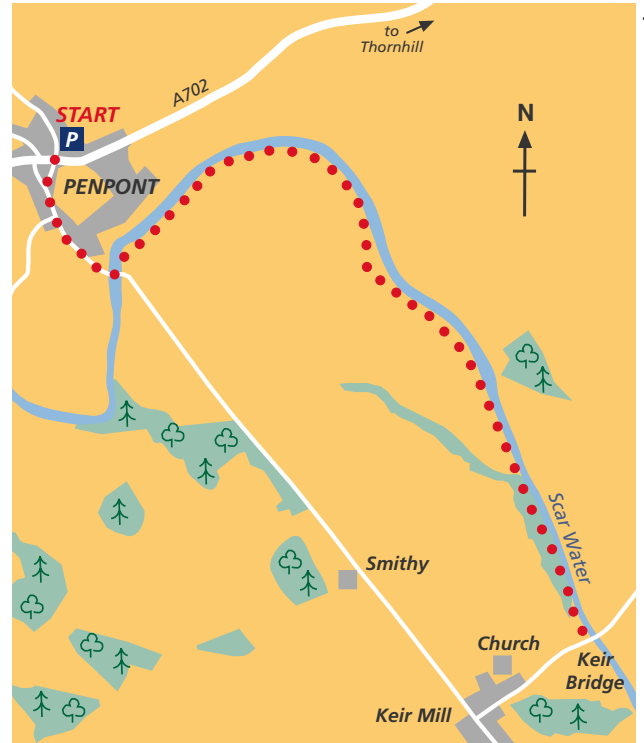 to
Thornhill
A702
START
P
PENPONT
N
Scar Water
Smithy
Church
Keir
Bridge
Keir Mill